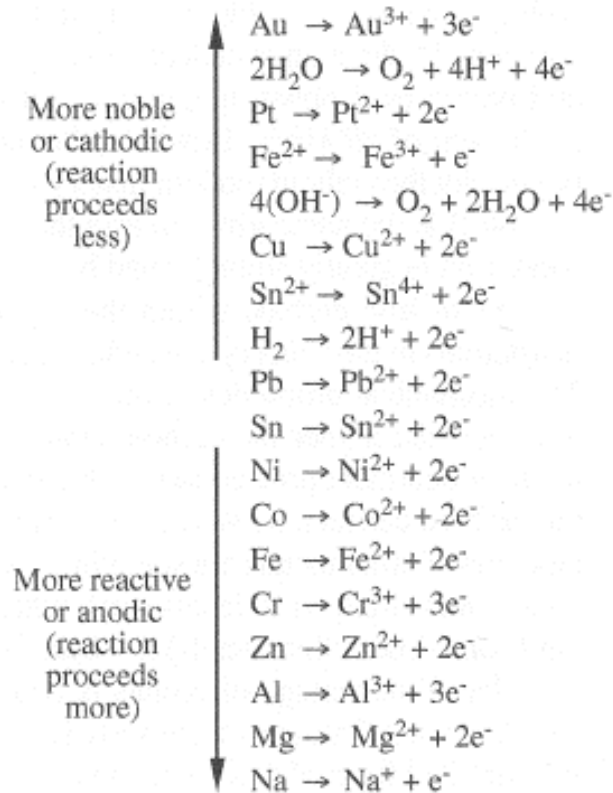 Au → Au³⁺ + 3e⁻
2H₂O → O₂ + 4H⁺ + 4e⁻
Pt → Pt²⁺ + 2e⁻
Fe²⁺ → Fe³⁺ + e⁻
4(OH⁻) → O₂ + 2H₂O + 4e⁻
Cu → Cu²⁺ + 2e⁻
Sn²⁺ → Sn⁴⁺ + 2e⁻
H₂ → 2H⁺ + 2e⁻
Pb → Pb²⁺ + 2e⁻
Sn → Sn²⁺ + 2e⁻
Ni → Ni²⁺ + 2e⁻
Co → Co²⁺ + 2e⁻
Fe → Fe²⁺ + 2e⁻
Cr → Cr³⁺ + 3e⁻
Zn → Zn²⁺ + 2e⁻
Al → Al³⁺ + 3e⁻
Mg → Mg²⁺ + 2e⁻
Na → Na⁺ + e⁻
More noble
or cathodic
(reaction
proceeds
less)
More reactive
or anodic
(reaction
proceeds
more)